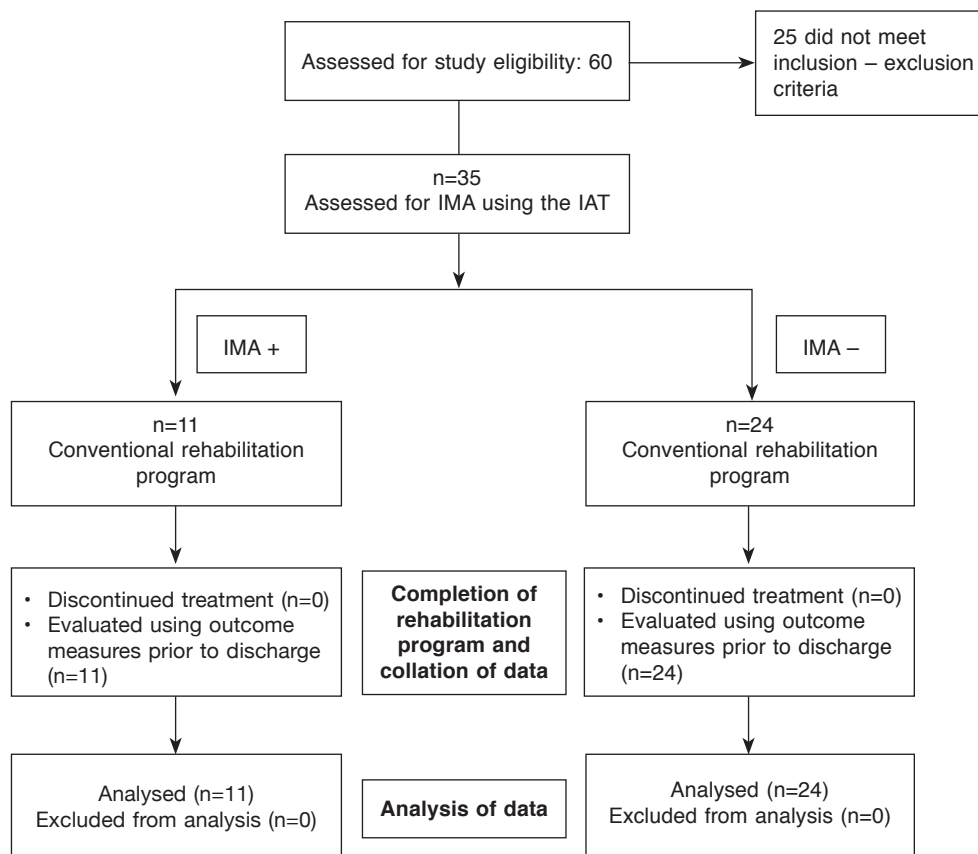 Assessed for study eligibility: 60
25 did not meet
inclusion – exclusion
criteria
n=35
Assessed for IMA using the IAT
IMA +
IMA –
n=11
Conventional rehabilitation
program
n=24
Conventional rehabilitation
program
• Discontinued treatment (n=0)
• Evaluated using outcome
measures prior to discharge
(n=11)
Completion of
rehabilitation
program and
collation of data
• Discontinued treatment (n=0)
• Evaluated using outcome
measures prior to discharge
(n=24)
Analysed (n=11)
Excluded from analysis (n=0)
Analysis of data
Analysed (n=24)
Excluded from analysis (n=0)